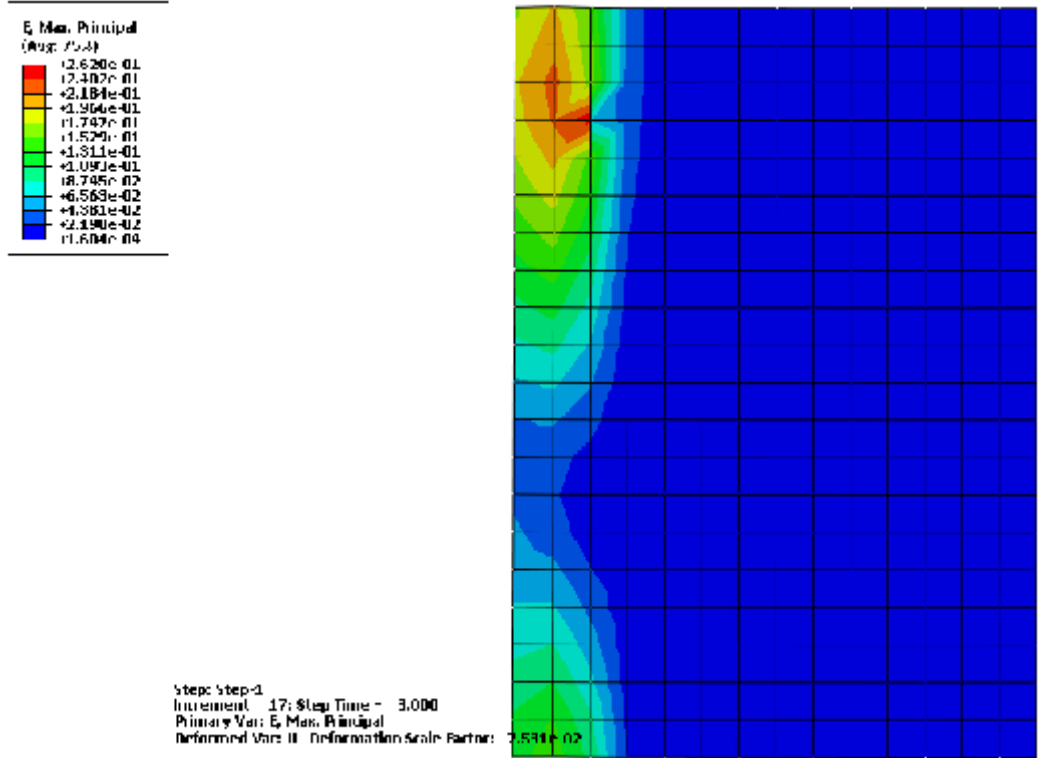 E, Max. Principal
(Avg: 75%)
+2.620e-01
+2.402e-01
+2.184e-01
+1.966e-01
+1.747e-01
+1.529e-01
+1.311e-01
+1.093e-01
+8.745e-02
+6.563e-02
+4.381e-02
+2.198e-02
+1.604e-04
Step: Step-1
Increment 17: Step Time = 3.000
Primary Var: E, Max. Principal
Deformed Var: U Deformation Scale Factor: